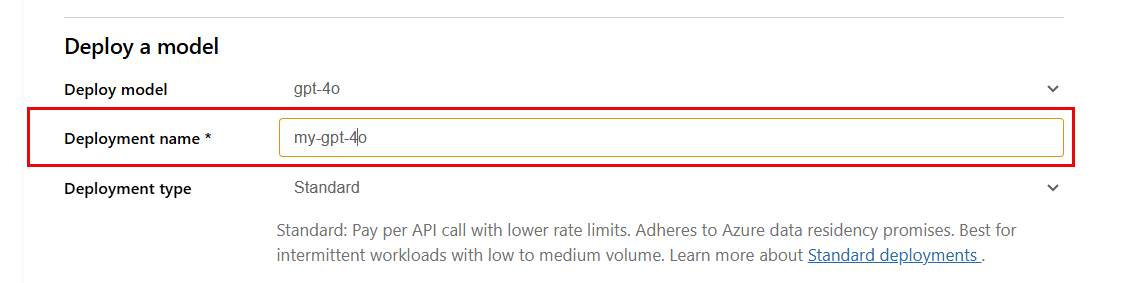 Deploy a model
Deploy model gpt-4o
Deployment name * my-gpt-4o
Deployment type Standard
Standard: Pay per API call with lower rate limits. Adheres to Azure data residency promises. Best for
intermittent workloads with low to medium volume. Learn more about Standard deployments .